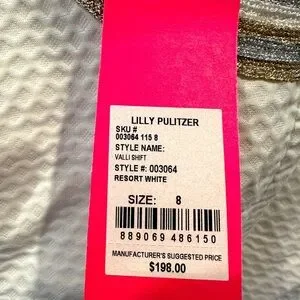 LILLY PULITZER
SKU #
003064 115 8
STYLE NAME:
VALLI SHIFT
STYLE #: 003064
RESORT WHITE
SIZE: 8
889069 486150
MANUFACTURER'S SUGGESTED PRICE
$198.00